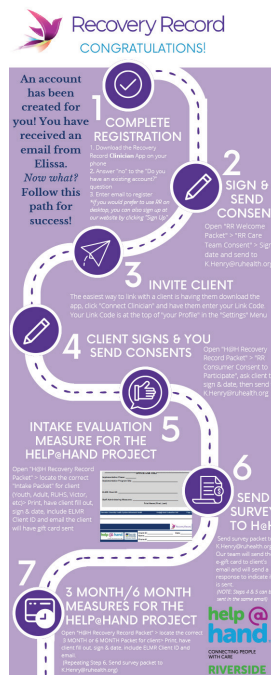 Recovery Record
CONGRATULATIONS!
An account
has been
created for
you! You have
received an
email from
Elissa.
Now what?
Follow this
path for
success!
1
COMPLETE
REGISTRATION
1. Download the Recovery
Record Clinician App on your
phone
2. Answer "no" to the "Do you
have an existing account?"
question
3. Enter email to register
*If you would prefer to use RR on
desktop, you can also sign up at
our website by clicking "Sign Up"
2
SIGN &
SEND
CONSEN
Open "RR Welcome
Packet" > "RR Care
Team Consent" > Sign
date and send to
K.Henry@ruhealth.org
3
INVITE CLIENT
The easiest way to link with a client is having them download the
app, click "Connect Clinician" and have them enter your Link Code.
Your Link Code is at the top of "your Profile" in the "Settings" Menu
4
CLIENT SIGNS & YOU
SEND CONSENTS
Open "H@H Recovery
Record Packet" > "RR
Consumer Consent to
Participate", ask client t
sign & date, then send
K.Henry@ruhealth.org
5
INTAKE EVALUATION
MEASURE FOR THE
HELP@HAND PROJECT
Open "H@H Recovery Record
Packet" > locate the correct
"Intake Packet" for client
(Youth, Adult, RUHS, Victor,
etc)> Print, have client fill out,
sign & date. Include ELMR
Client ID and email the client
will have gift card sent.
6
SEND
SURVEY
TO H@H
Send survey packet to
K.Henry@ruhealth.org
Our team will send th
e-gift card to client's
email and will send a
response to indicate i
is sent.
(NOTE: Steps 4 & 5 can b
sent in the same email)
7
3 MONTH/6 MONTH
MEASURES FOR THE
HELP@HAND PROJECT
Open "H@H Recovery Record Packet" > locate the correct
3 MONTH or 6 MONTH Packet for client> Print, have
client fill out, sign & date. Include ELMR Client ID and
email.
(Repeating Step 6. Send survey packet to
K.Henry@ruhealth.org)
help @
hand
CONNECTING PEOPLE
WITH CARE
RIVERSIDE